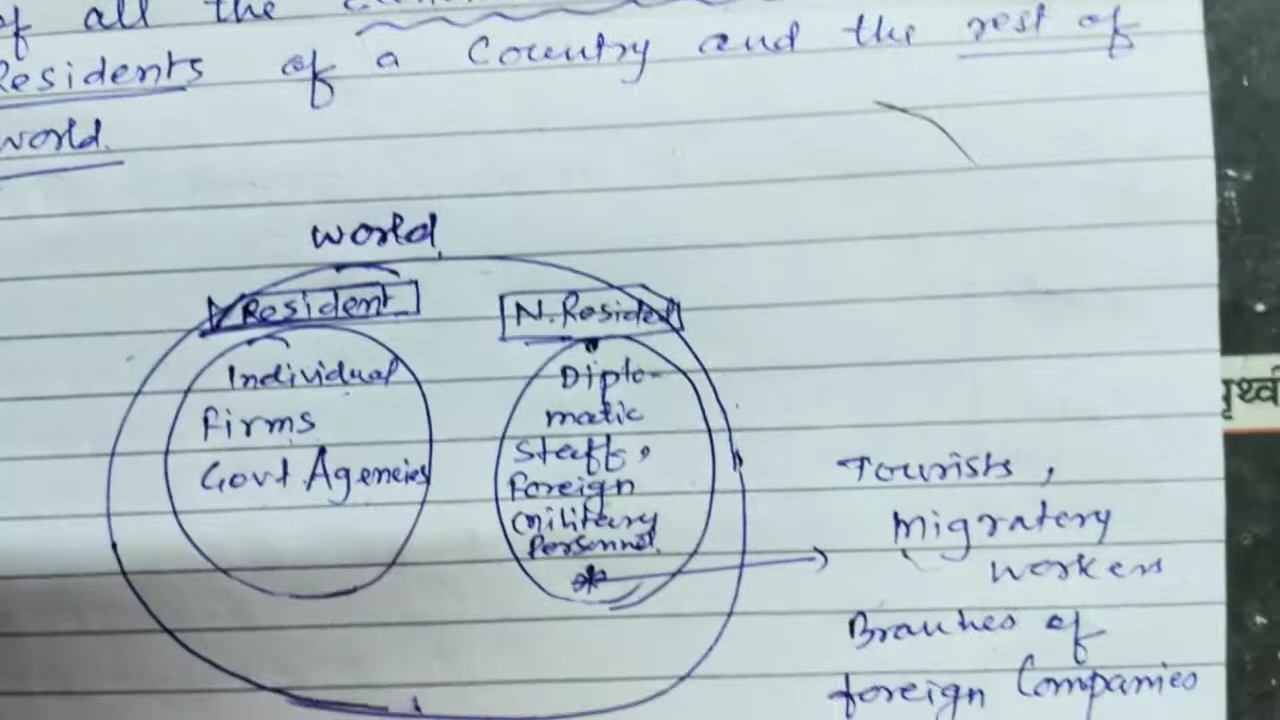 of all the
Residents of a Country and the rest of
world.
world
Resident
Individual
Firms
Govt Agencies
N. Resident
Diplo-
matic
Staffs,
Foreign
military
Personnel
*
Tourists,
Migratory
workers
Branches of
foreign Companies
पृथ्वी